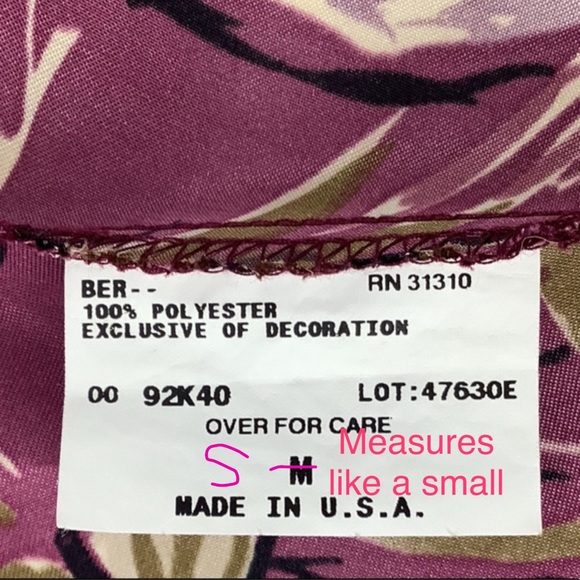 BER-- RN 31310
100% POLYESTER
EXCLUSIVE OF DECORATION
00 92K40 LOT:47630E
OVER FOR CARE
S M Measures
like a small
MADE IN U.S.A.